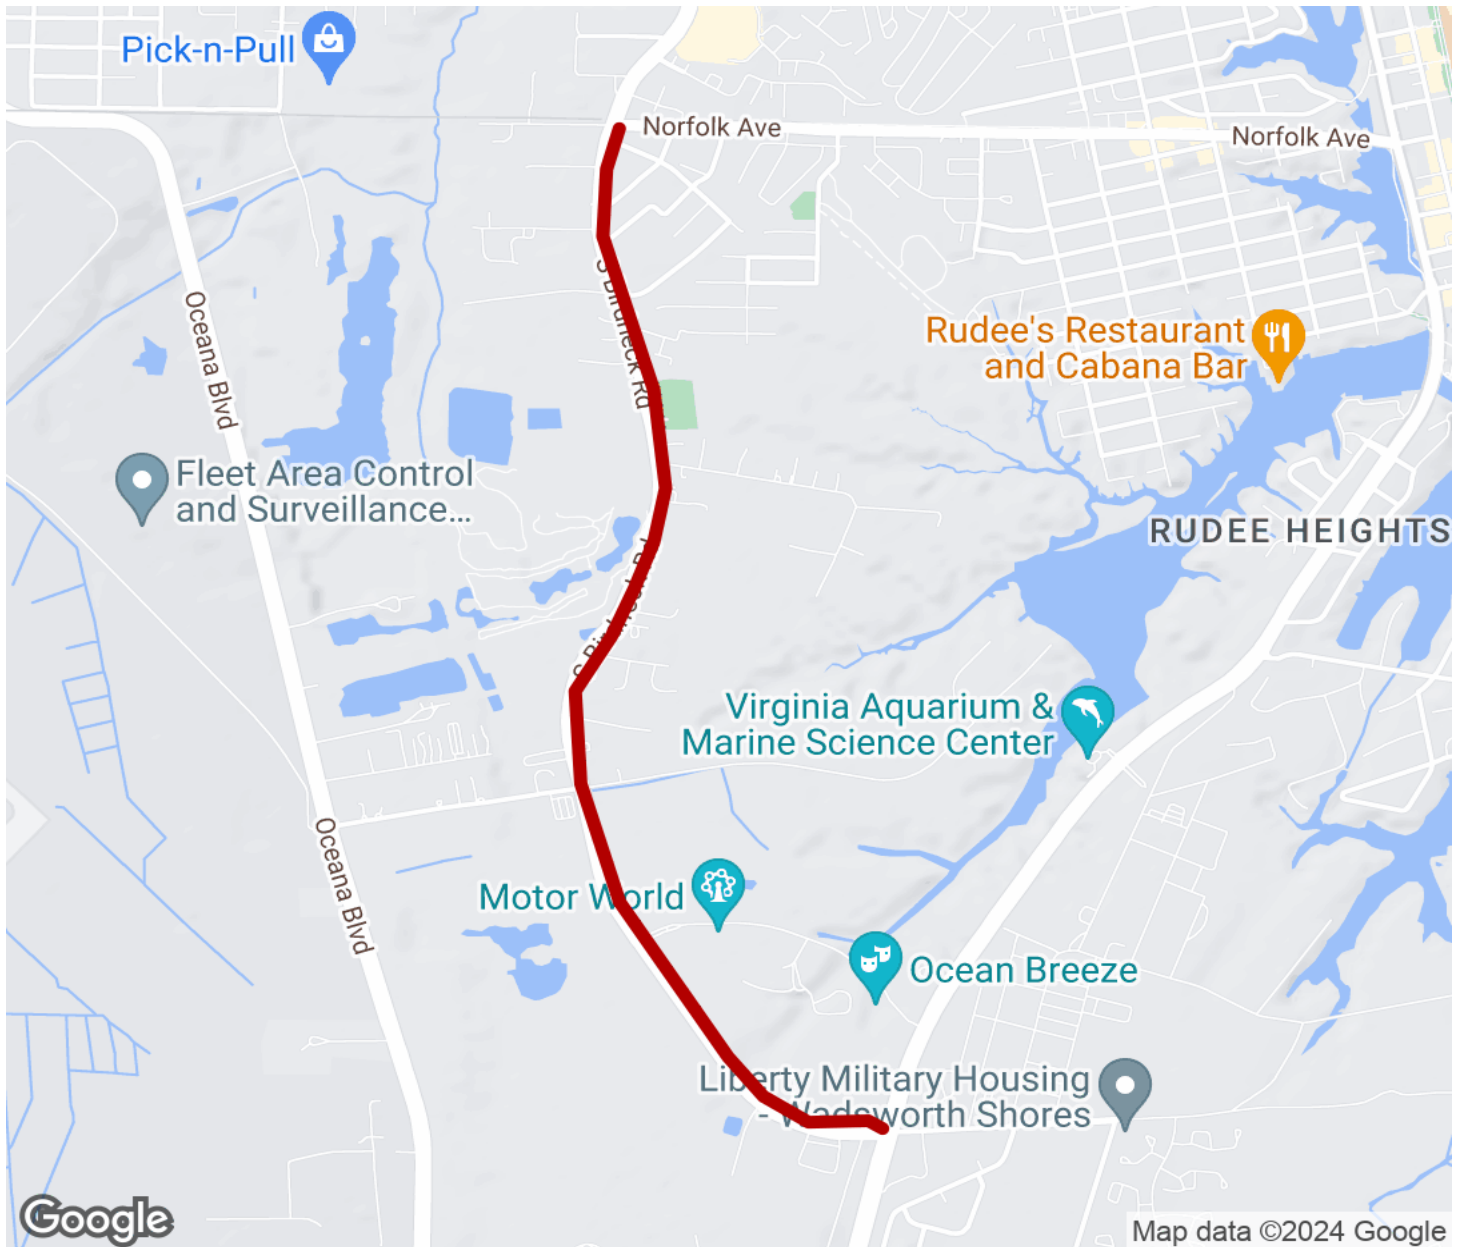 Pick-n-Pull
Norfolk Ave
Norfolk Ave
Oceana Blvd
S Birdneck Rd
Rudee's Restaurant
and Cabana Bar
Fleet Area Control
and Surveillance...
RUDEE HEIGHTS
Virginia Aquarium &
Marine Science Center
Oceana Blvd
Motor World
Ocean Breeze
Liberty Military Housing
- Wadsworth Shores
Google
Map data ©2024 Google